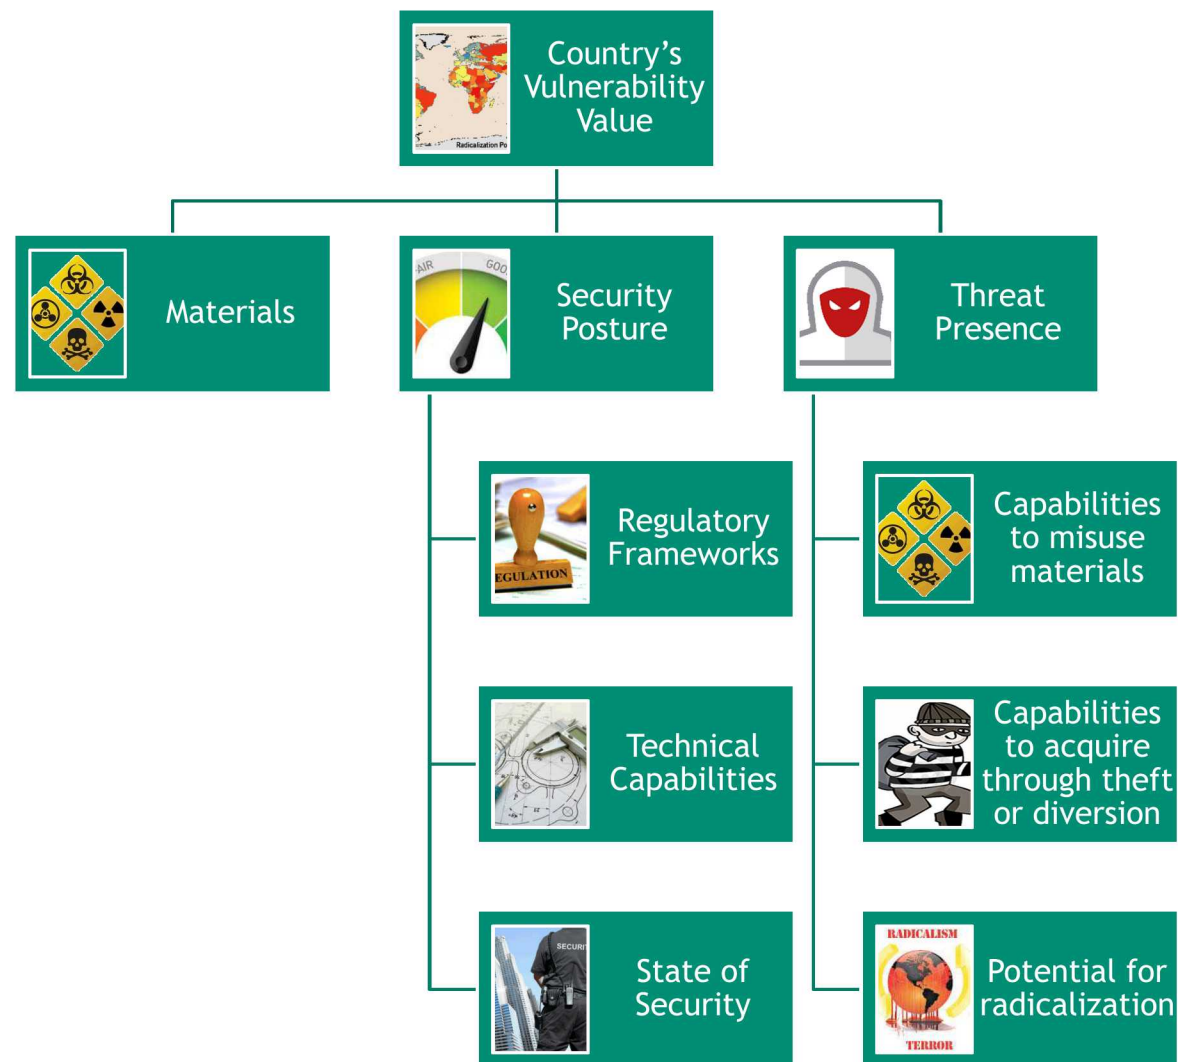 Country's
Vulnerability
Value
Radicalization Po
Materials
AIR
GOO
Security
Posture
Threat
Presence
EGULATION
Regulatory
Frameworks
Capabilities
to misuse
materials
Technical
Capabilities
Capabilities
to acquire
through theft
or diversion
SECURI
State of
Security
RADICALISM
TERROR
Potential for
radicalization